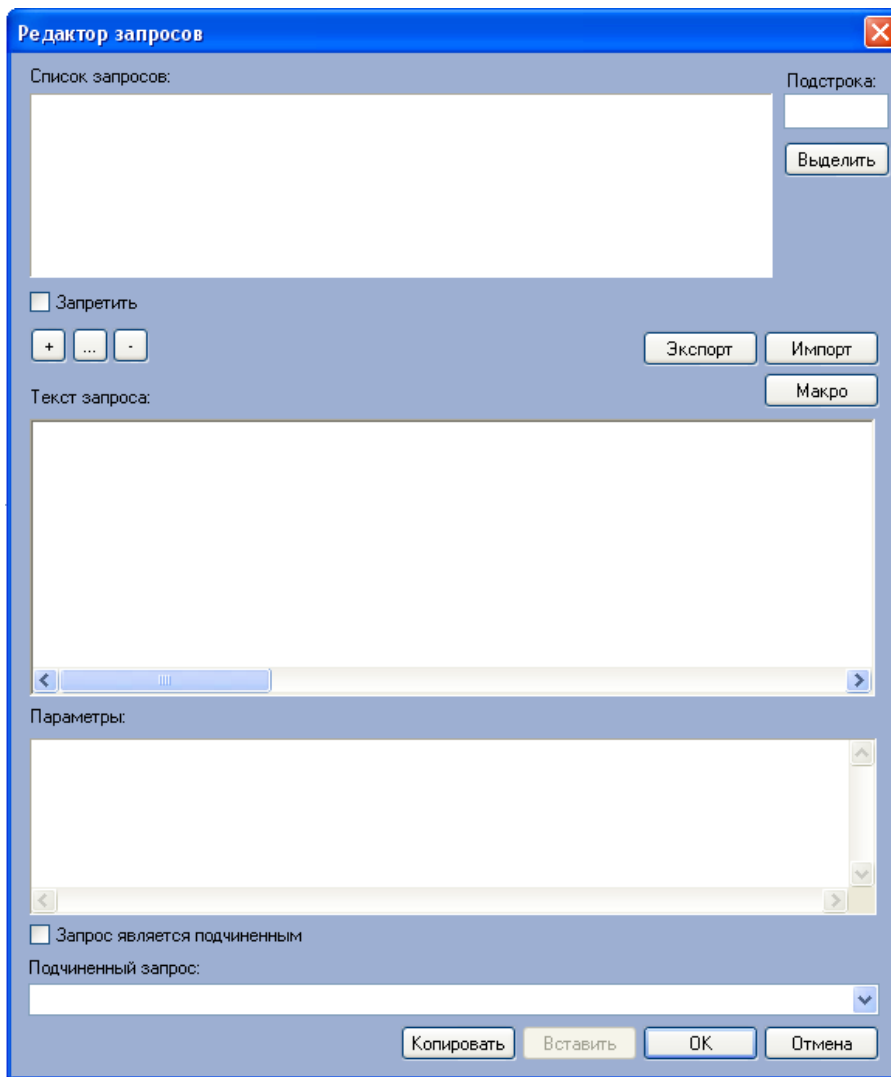 Редактор запросов
Список запросов:
Подстрока:
Выделить
Запретить
+ ... -
Экспорт Импорт
Макро
Текст запроса:
Параметры:
Запрос является подчиненным
Подчиненный запрос:
Копировать Вставить OK Отмена